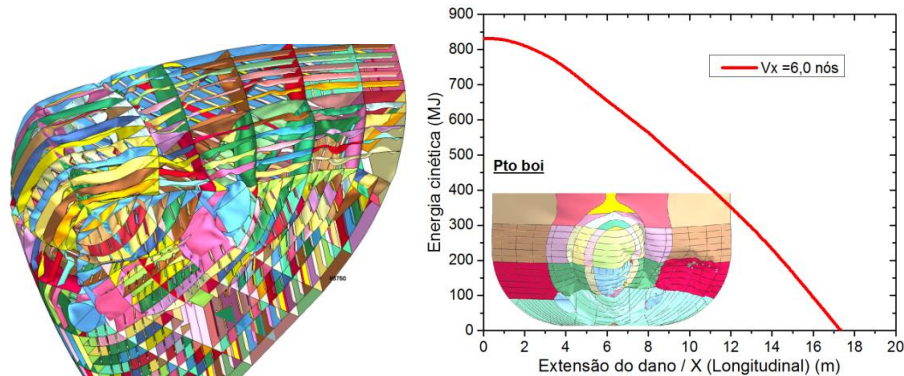 900
800
700
600
500
400
300
200
100
0
Energia cinética (MJ)
Vx =6,0 nós
Pto boi
0 2 4 6 8 10 12 14 16 18 20
Extensão do dano / X (Longitudinal) (m)